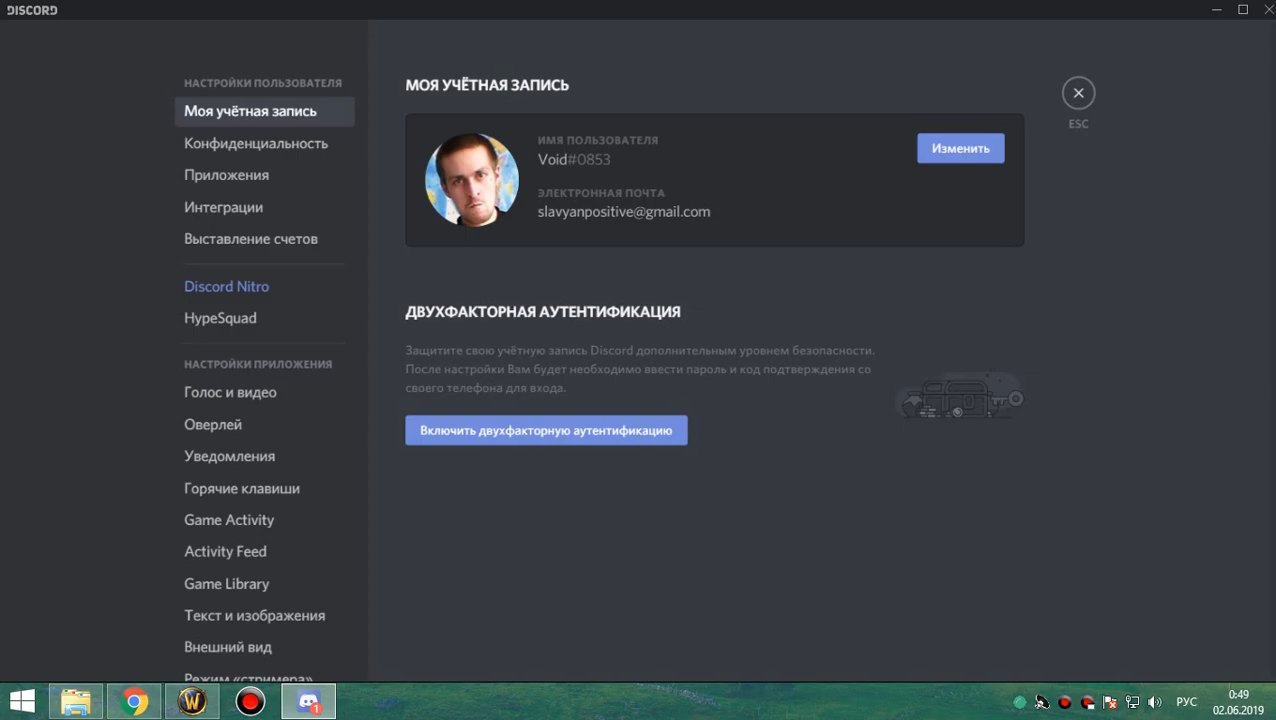 DISCORD
НАСТРОЙКИ ПОЛЬЗОВАТЕЛЯ
Моя учётная запись
Конфиденциальность
Приложения
Интеграции
Выставление счетов
Discord Nitro
HypeSquad
НАСТРОЙКИ ПРИЛОЖЕНИЯ
Голос и видео
Оверлей
Уведомления
Горячие клавиши
Game Activity
Activity Feed
Game Library
Текст и изображения
Внешний вид
Режим «стримера»
МОЯ УЧЁТНАЯ ЗАПИСЬ
ИМЯ ПОЛЬЗОВАТЕЛЯ
Void#0853
Изменить
ЭЛЕКТРОННАЯ ПОЧТА
slavyanpositive@gmail.com
ESC
ДВУХФАКТОРНАЯ АУТЕНТИФИКАЦИЯ
Защитите свою учётную запись Discord дополнительным уровнем безопасности.
После настройки Вам будет необходимо ввести пароль и код подтверждения со
своего телефона для входа.
Включить двухфакторную аутентификацию
W
1
РУС
0:49
02.06.2019